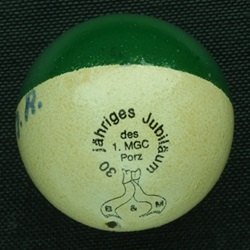 30 jähriges Jubiläum
des
1. MGC
Porz
B & M
R.